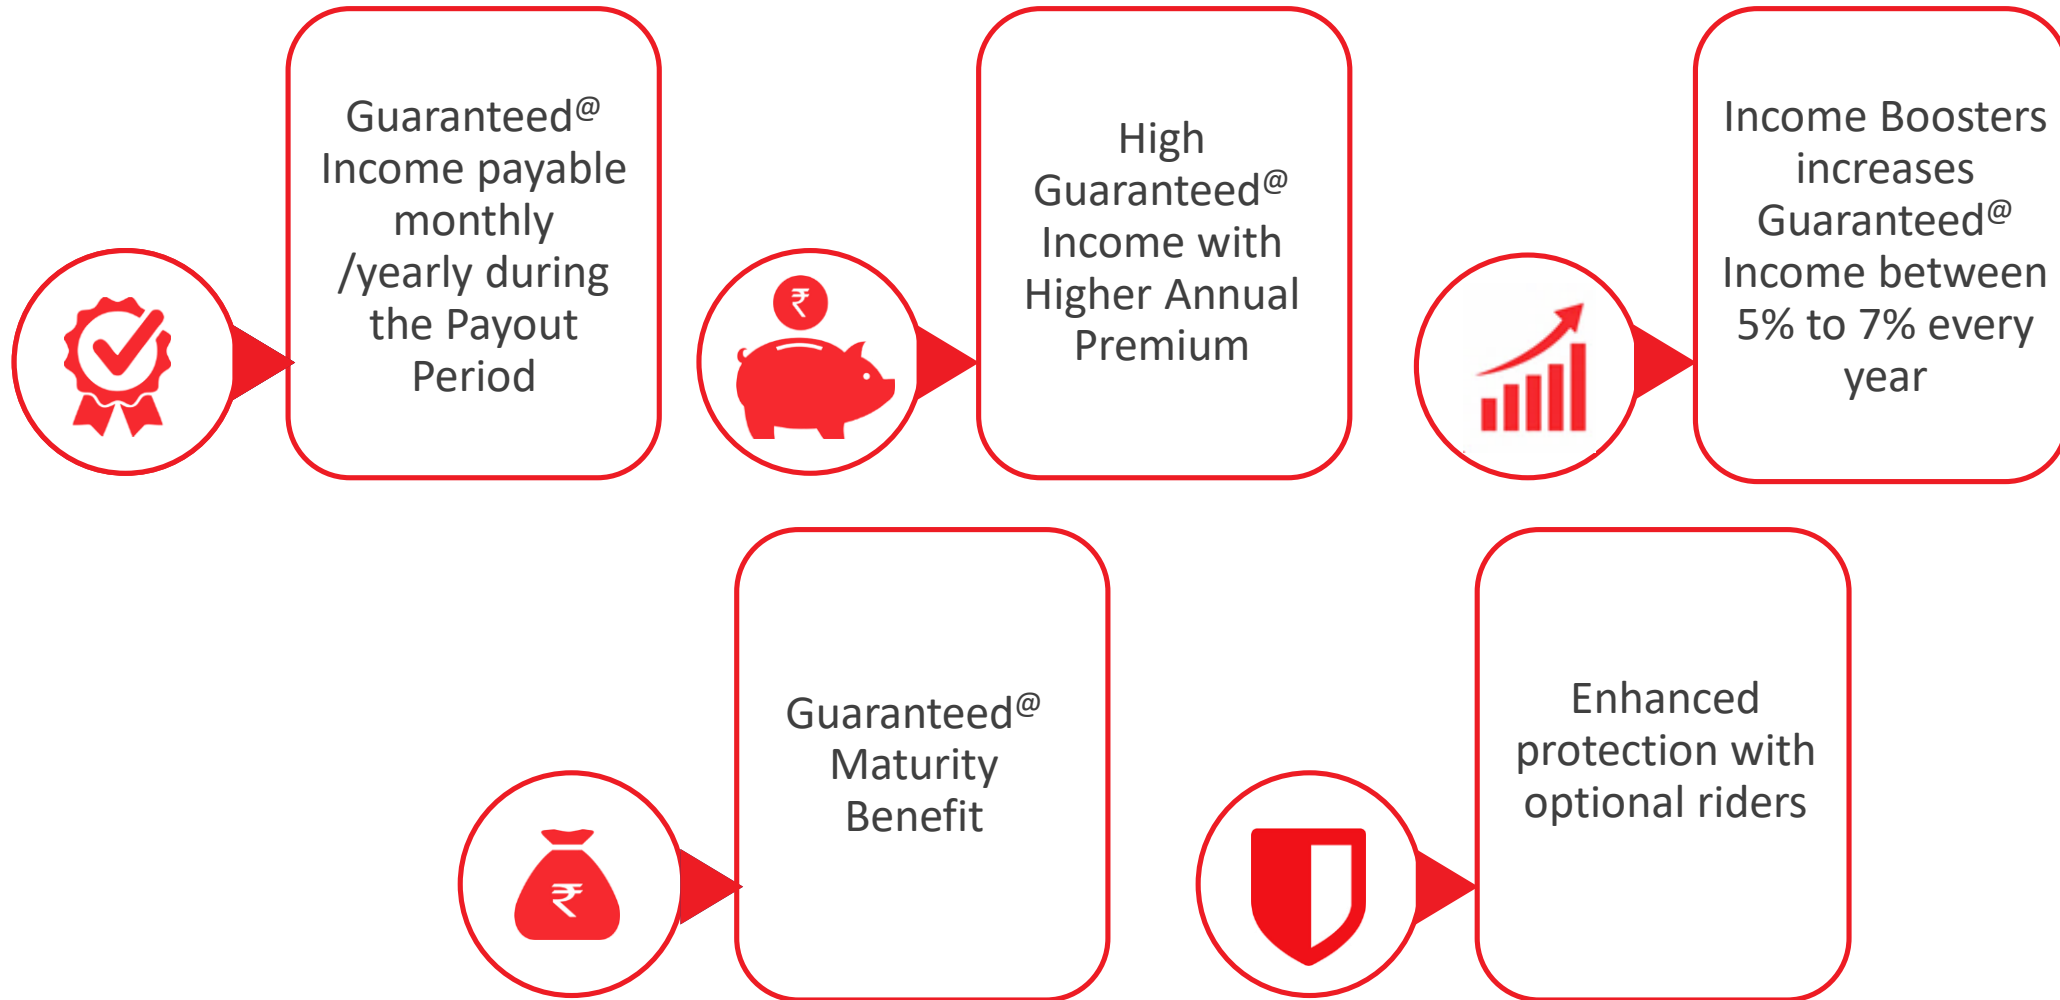 Guaranteed@
Income payable
monthly
/yearly during
the Payout
Period
₹
High
Guaranteed@
Income with
Higher Annual
Premium
Income Boosters
increases
Guaranteed@
Income between
5% to 7% every
year
₹
Guaranteed@
Maturity
Benefit
Enhanced
protection with
optional riders